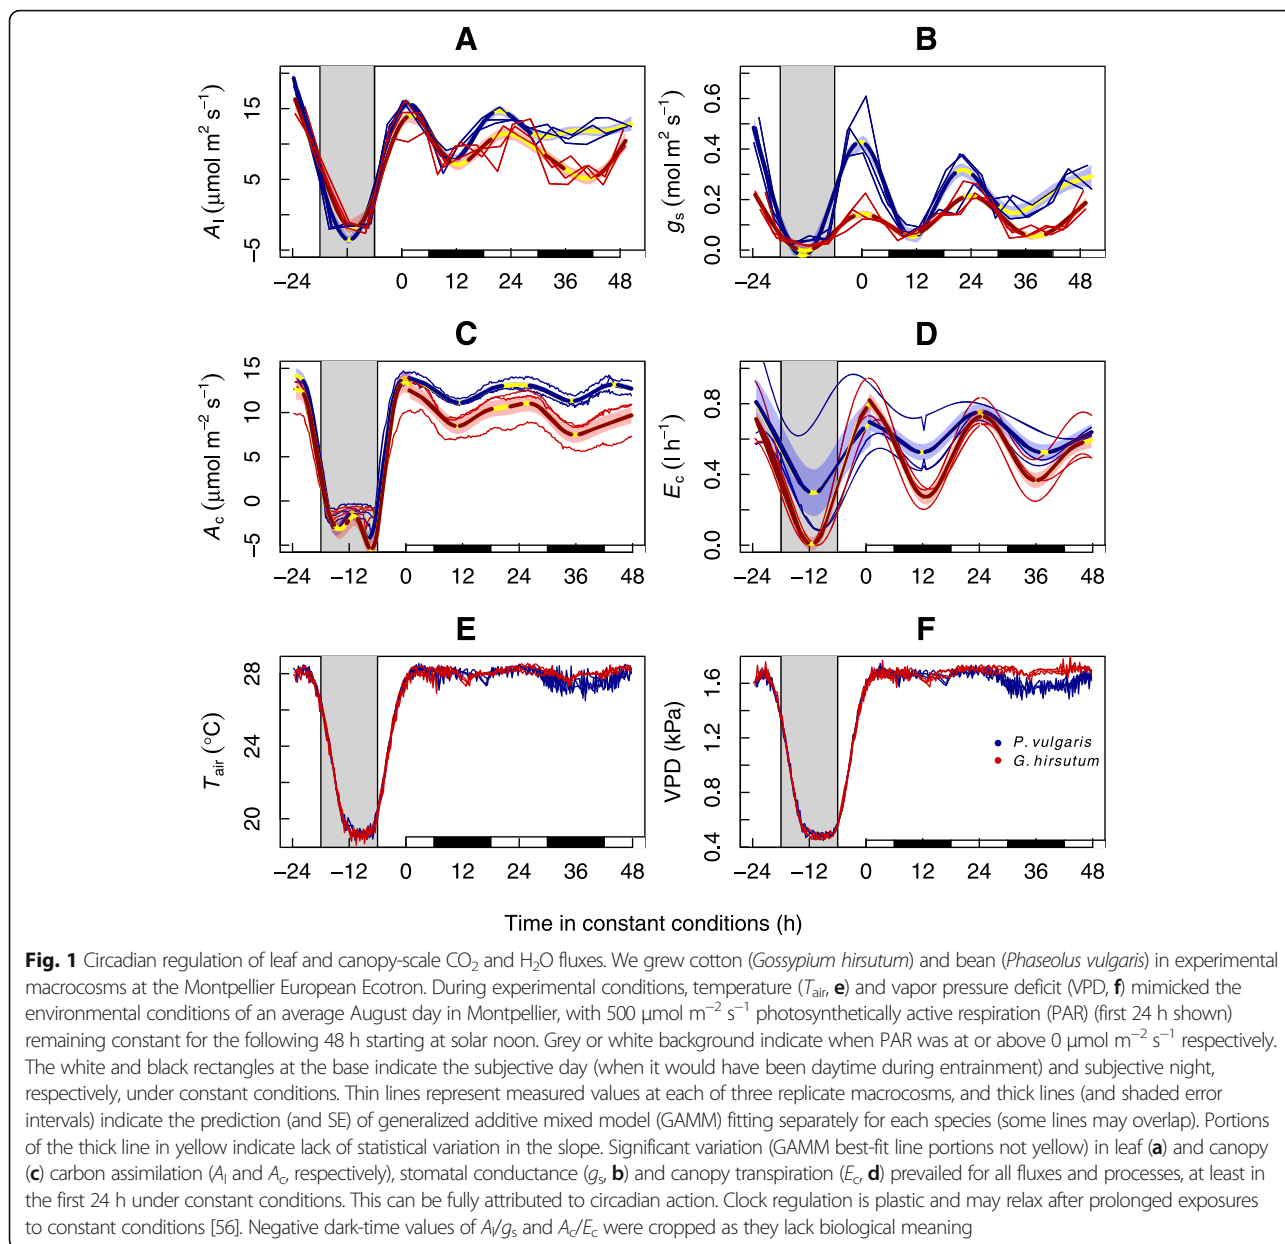 A
B
A_l (µmol m² s⁻¹)
15
5
−5
−24 −12 0 12 24 36 48
g_s (mol m² s⁻¹)
0.6
0.4
0.2
0.0
−24 −12 0 12 24 36 48
C
D
A_c (µmol m⁻² s⁻¹)
15
10
5
0
−5
−24 −12 0 12 24 36 48
E_c (l h⁻¹)
0.8
0.4
0.0
−24 −12 0 12 24 36 48
E
F
T_air (°C)
28
24
20
−24 −12 0 12 24 36 48
VPD (kPa)
1.6
1.2
0.8
0.4
P. vulgaris
G. hirsutum
−24 −12 0 12 24 36 48
Time in constant conditions (h)
Fig. 1 Circadian regulation of leaf and canopy-scale CO₂ and H₂O fluxes. We grew cotton (Gossypium hirsutum) and bean (Phaseolus vulgaris) in experimental
macrocosms at the Montpellier European Ecotron. During experimental conditions, temperature (T_air, e) and vapor pressure deficit (VPD, f) mimicked the
environmental conditions of an average August day in Montpellier, with 500 µmol m⁻² s⁻¹ photosynthetically active respiration (PAR) (first 24 h shown)
remaining constant for the following 48 h starting at solar noon. Grey or white background indicate when PAR was at or above 0 µmol m⁻² s⁻¹ respectively.
The white and black rectangles at the base indicate the subjective day (when it would have been daytime during entrainment) and subjective night,
respectively, under constant conditions. Thin lines represent measured values at each of three replicate macrocosms, and thick lines (and shaded error
intervals) indicate the prediction (and SE) of generalized additive mixed model (GAMM) fitting separately for each species (some lines may overlap). Portions
of the thick line in yellow indicate lack of statistical variation in the slope. Significant variation (GAMM best-fit line portions not yellow) in leaf (a) and canopy
(c) carbon assimilation (A_l and A_c, respectively), stomatal conductance (g_s, b) and canopy transpiration (E_c, d) prevailed for all fluxes and processes, at least in
the first 24 h under constant conditions. This can be fully attributed to circadian action. Clock regulation is plastic and may relax after prolonged exposures
to constant conditions [56]. Negative dark-time values of A_l/g_s and A_c/E_c were cropped as they lack biological meaning